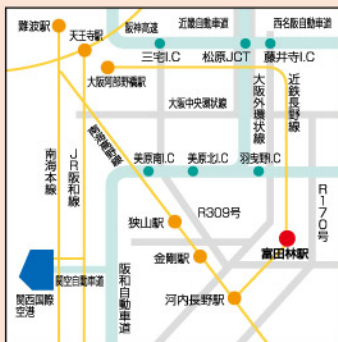 難波駅
天王寺駅
阪神高速
近畿自動車道
西名阪自動車道
三宅I.C
松原JCT
藤井寺I.C
大阪阿部野橋駅
大阪中央環状線
大阪外環状線
近鉄長野線
南海高野線
美原南I.C
美原北I.C
羽曳野I.C
南海本線
JR阪和線
狭山駅
R309号
R170号
金剛駅
富田林駅
関西国際
空港
関空自動車道
阪和自動車道
河内長野駅